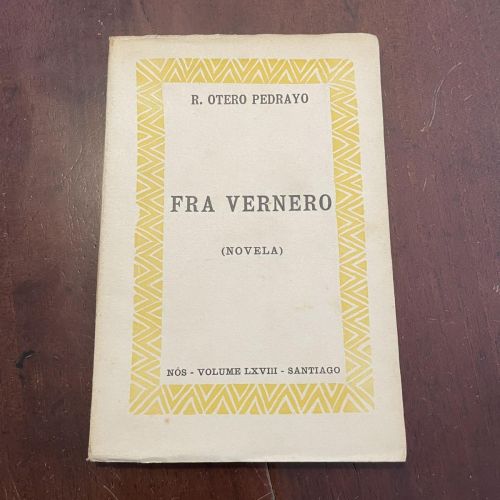 R. OTERO PEDRAYO
FRA VERNERO
(NOVELA)
NÓS - VOLUME LXVIII - SANTIAGO